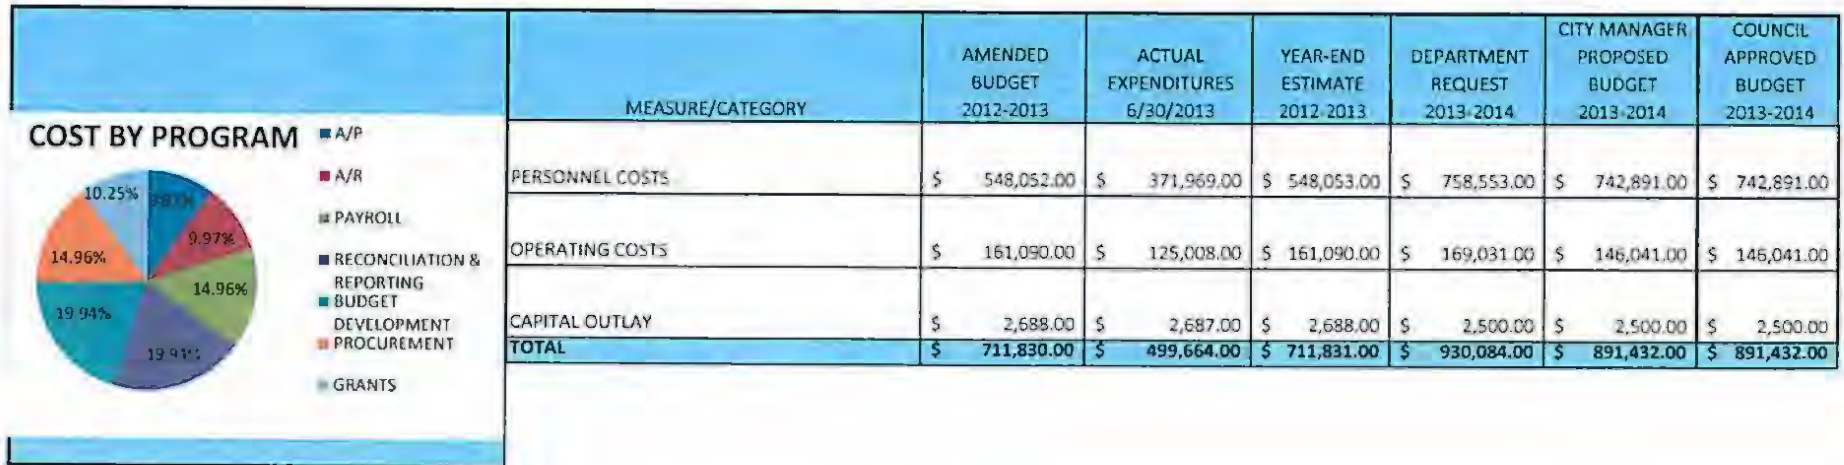 MEASURE/CATEGORY
AMENDED
BUDGET
2012-2013
ACTUAL
EXPENDITURES
6/30/2013
YEAR-END
ESTIMATE
2012-2013
DEPARTMENT
REQUEST
2013-2014
CITY MANAGER
PROPOSED
BUDGET
2013-2014
COUNCIL
APPROVED
BUDGET
2013-2014
COST BY PROGRAM
A/P
A/R
PAYROLL
RECONCILIATION &
REPORTING
BUDGET
DEVELOPMENT
PROCUREMENT
GRANTS
10.25%
9.97%
14.96%
14.96%
19.94%
PERSONNEL COSTS $ 548,052.00 $ 371,969.00 $ 548,053.00 $ 758,553.00 $ 742,891.00 $ 742,891.00
OPERATING COSTS $ 161,090.00 $ 125,008.00 $ 161,090.00 $ 169,031.00 $ 146,041.00 $ 146,041.00
CAPITAL OUTLAY $ 2,688.00 $ 2,687.00 $ 2,688.00 $ 2,500.00 $ 2,500.00 $ 2,500.00
TOTAL $ 711,830.00 $ 499,664.00 $ 711,831.00 $ 930,084.00 $ 891,432.00 $ 891,432.00